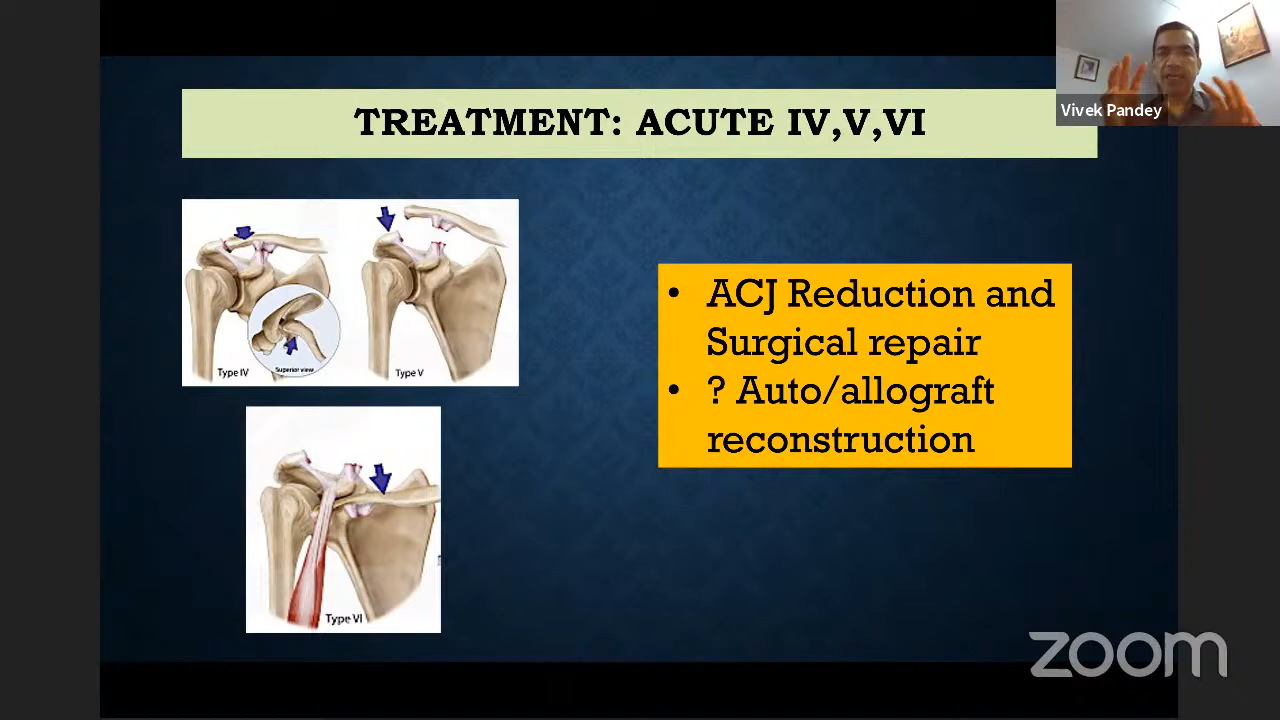 Vivek Pandey
TREATMENT: ACUTE IV,V,VI
Type IV
Superior view
Type V
• ACJ Reduction and
Surgical repair
• ? Auto/allograft
reconstruction
Type VI
zoom